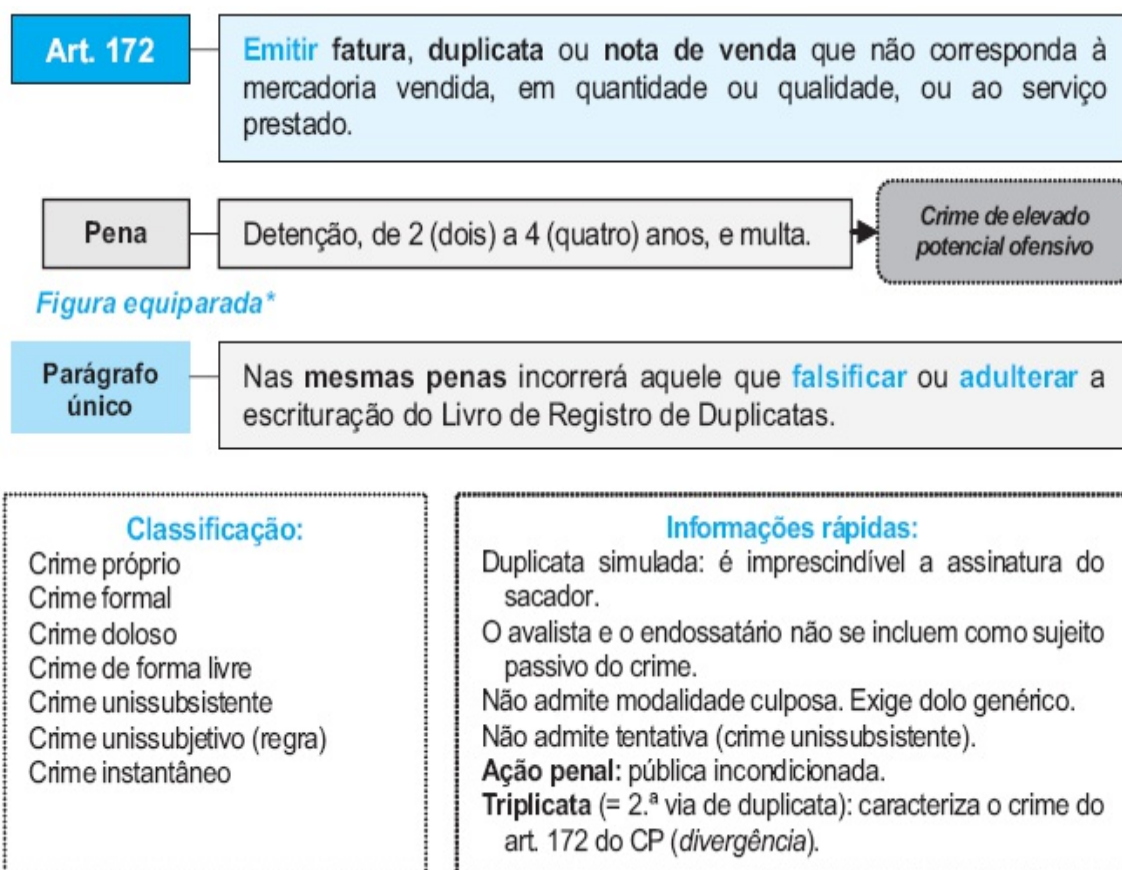 Art. 172
Emitir fatura, duplicata ou nota de venda que não corresponda à
mercadoria vendida, em quantidade ou qualidade, ou ao serviço
prestado.
Pena
Detenção, de 2 (dois) a 4 (quatro) anos, e multa.
Crime de elevado
potencial ofensivo
Figura equiparada*
Parágrafo
único
Nas mesmas penas incorrerá aquele que falsificar ou adulterar a
escrituração do Livro de Registro de Duplicatas.
Classificação:
Crime próprio
Crime formal
Crime doloso
Crime de forma livre
Crime unissubsistente
Crime unissubjetivo (regra)
Crime instantâneo
Informações rápidas:
Duplicata simulada: é imprescindível a assinatura do
sacador.
O avalista e o endossatário não se incluem como sujeito
passivo do crime.
Não admite modalidade culposa. Exige dolo genérico.
Não admite tentativa (crime unissubsistente).
Ação penal: pública incondicionada.
Triplicata (= 2.ª via de duplicata): caracteriza o crime do
art. 172 do CP (divergência).